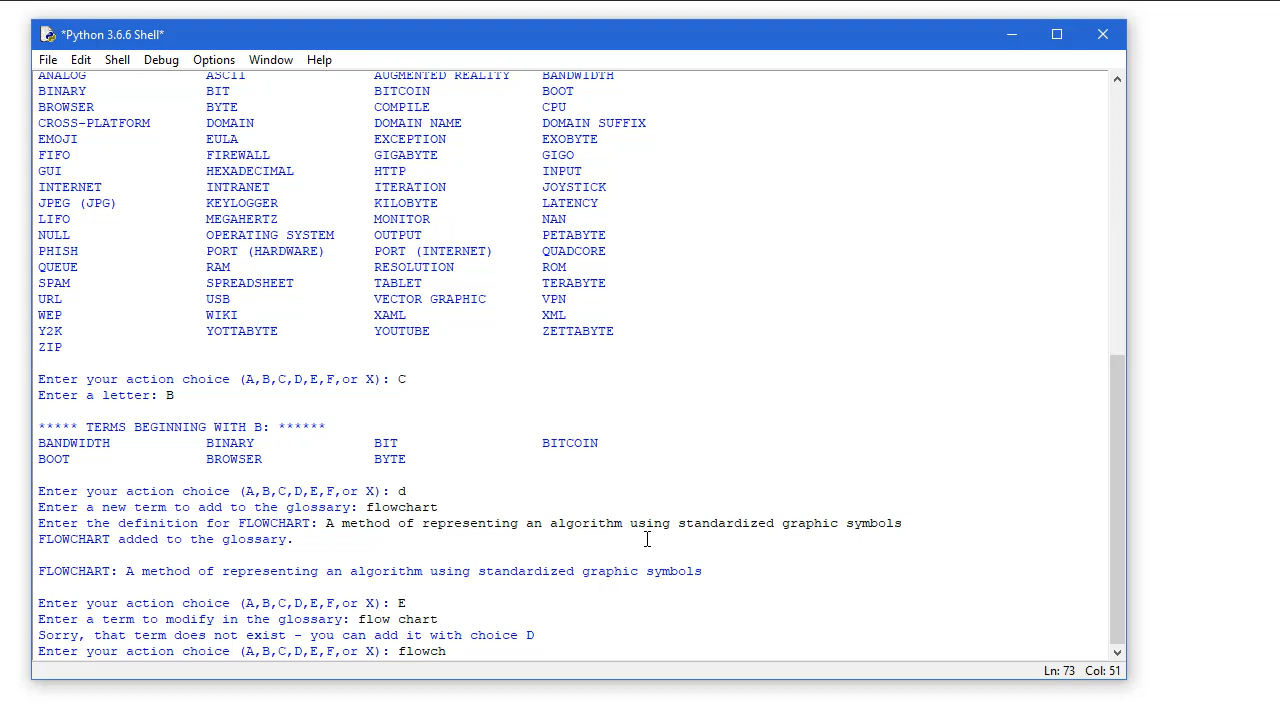 *Python 3.6.6 Shell*
File Edit Shell Debug Options Window Help
ANALOG ASCII AUGMENTED REALITY BANDWIDTH
BINARY BIT BITCOIN BOOT
BROWSER BYTE COMPILE CPU
CROSS-PLATFORM DOMAIN DOMAIN NAME DOMAIN SUFFIX
EMOJI EULA EXCEPTION EXOBYTE
FIFO FIREWALL GIGABYTE GIGO
GUI HEXADECIMAL HTTP INPUT
INTERNET INTRANET ITERATION JOYSTICK
JPEG (JPG) KEYLOGGER KILOBYTE LATENCY
LIFO MEGAHERTZ MONITOR NAN
NULL OPERATING SYSTEM OUTPUT PETABYTE
PHISH PORT (HARDWARE) PORT (INTERNET) QUADCORE
QUEUE RAM RESOLUTION ROM
SPAM SPREADSHEET TABLET TERABYTE
URL USB VECTOR GRAPHIC VPN
WEP WIKI XAML XML
Y2K YOTTABYTE YOUTUBE ZETTABYTE
ZIP
Enter your action choice (A,B,C,D,E,F,or X): C
Enter a letter: B
***** TERMS BEGINNING WITH B: ******
BANDWIDTH BINARY BIT BITCOIN
BOOT BROWSER BYTE
Enter your action choice (A,B,C,D,E,F,or X): d
Enter a new term to add to the glossary: flowchart
Enter the definition for FLOWCHART: A method of representing an algorithm using standardized graphic symbols
FLOWCHART added to the glossary.
FLOWCHART: A method of representing an algorithm using standardized graphic symbols
Enter your action choice (A,B,C,D,E,F,or X): E
Enter a term to modify in the glossary: flow chart
Sorry, that term does not exist - you can add it with choice D
Enter your action choice (A,B,C,D,E,F,or X): flowch
Ln: 73 Col: 51